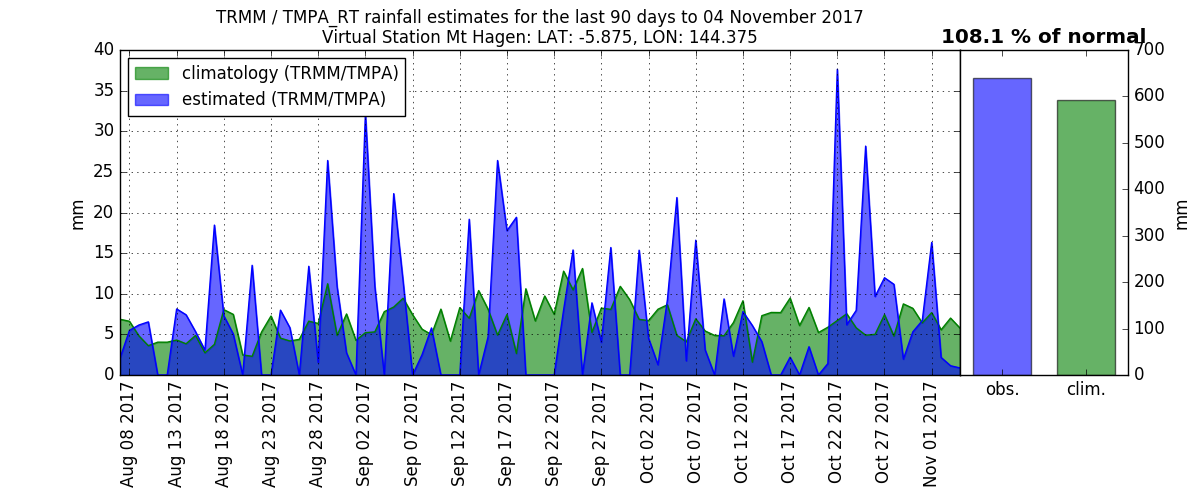 TRMM / TMPA_RT rainfall estimates for the last 90 days to 04 November 2017
Virtual Station Mt Hagen: LAT: -5.875, LON: 144.375
108.1 % of normal
climatology (TRMM/TMPA)
estimated (TRMM/TMPA)
mm
40
35
30
25
20
15
10
5
0
Aug 08 2017
Aug 13 2017
Aug 18 2017
Aug 23 2017
Aug 28 2017
Sep 02 2017
Sep 07 2017
Sep 12 2017
Sep 17 2017
Sep 22 2017
Sep 27 2017
Oct 02 2017
Oct 07 2017
Oct 12 2017
Oct 17 2017
Oct 22 2017
Oct 27 2017
Nov 01 2017
obs.
clim.
700
600
500
400
300
200
100
0
mm